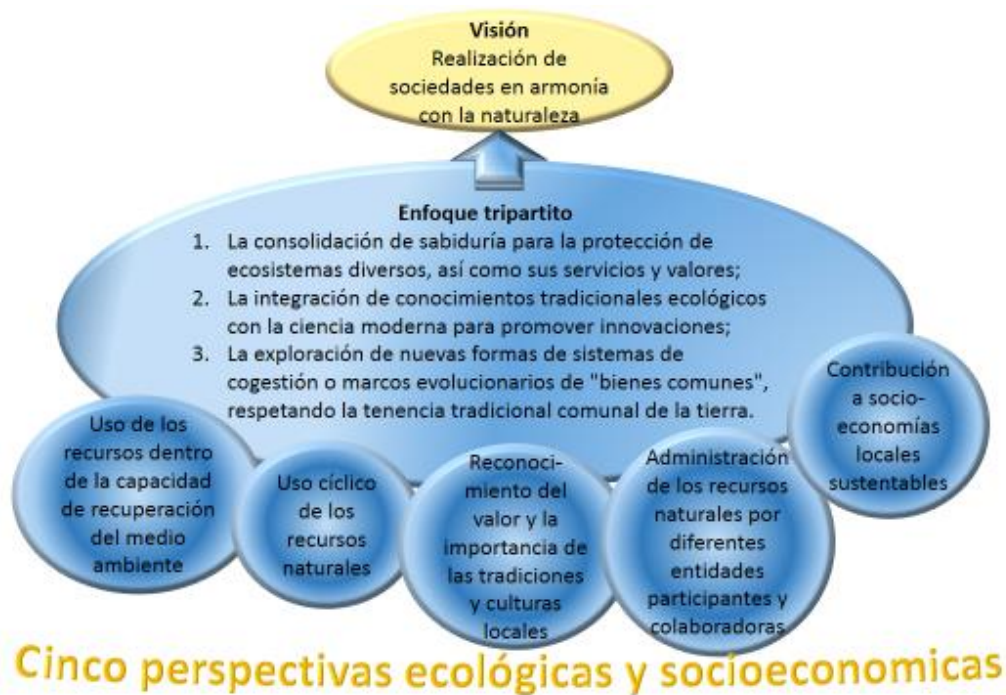 Visión
Realización de
sociedades en armonía
con la naturaleza
Enfoque tripartito
1. La consolidación de sabiduría para la protección de
ecosistemas diversos, así como sus servicios y valores;
2. La integración de conocimientos tradicionales ecológicos
con la ciencia moderna para promover innovaciones;
3. La exploración de nuevas formas de sistemas de
cogestión o marcos evolucionarios de "bienes comunes",
respetando la tenencia tradicional comunal de la tierra.
Uso de los
recursos dentro
de la capacidad
de recuperación
del medio
ambiente
Uso cíclico
de los
recursos
naturales
Reconoci-
miento del
valor y la
importancia de
las tradiciones
y culturas
locales
Administración
de los recursos
naturales por
diferentes
entidades
participantes y
colaboradoras
Contribución
a socio-
economías
locales
sustentables
Cinco perspectivas ecológicas y socioeconomicas